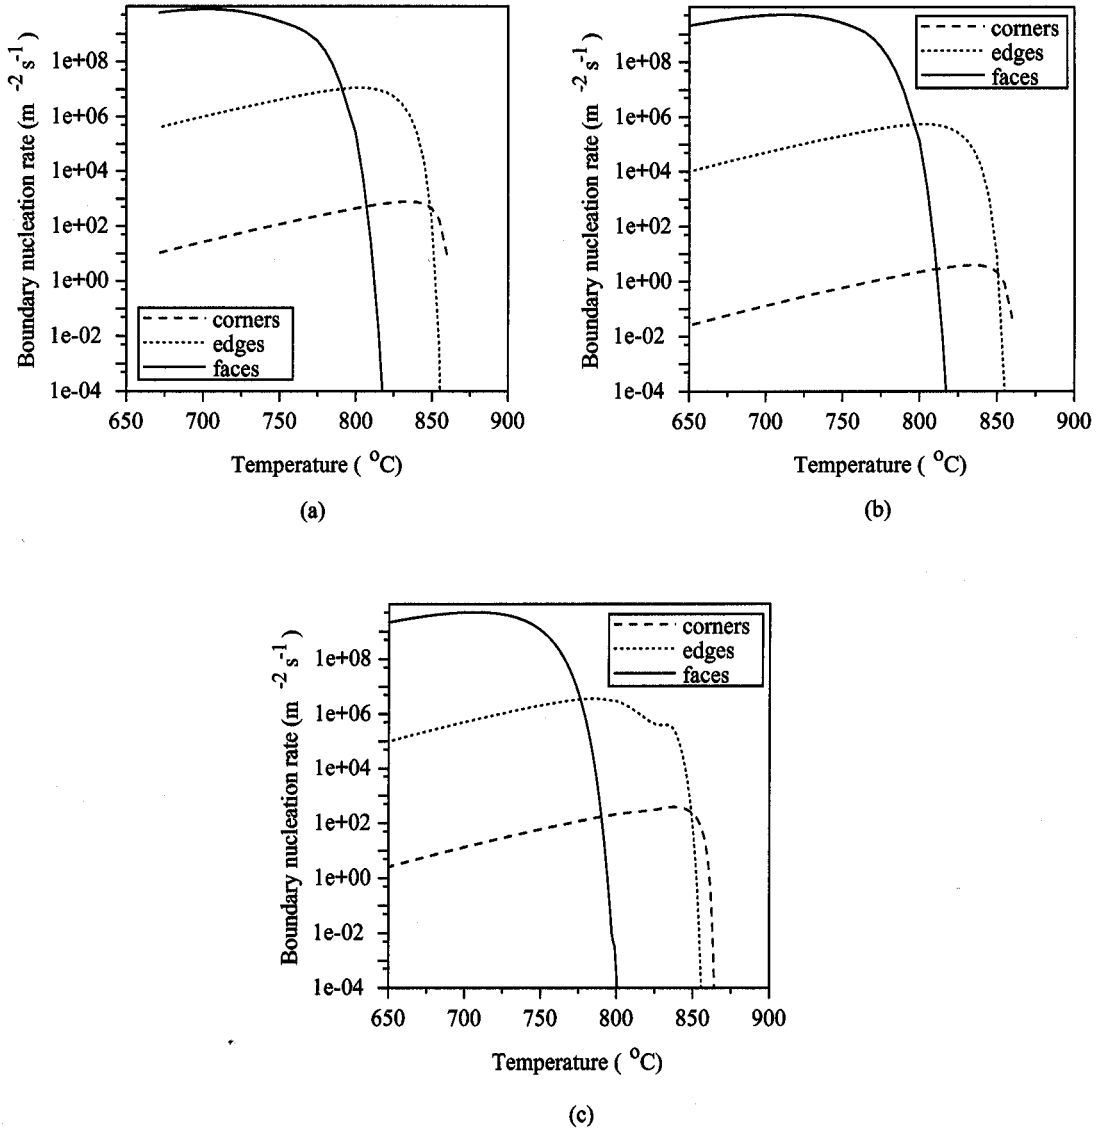 Boundary nucleation rate (m -2 s -1 )
1e+08
1e+06
1e+04
1e+02
1e+00
1e-02
1e-04
corners
edges
faces
650 700 750 800 850 900
Temperature ( oC)
(a)
Boundary nucleation rate (m -2 s -1 )
1e+08
1e+06
1e+04
1e+02
1e+00
1e-02
1e-04
corners
edges
faces
650 700 750 800 850 900
Temperature ( oC)
(b)
Boundary nucleation rate (m -2 s -1 )
1e+08
1e+06
1e+04
1e+02
1e+00
1e-02
1e-04
corners
edges
faces
650 700 750 800 850 900
Temperature ( oC)
(c)